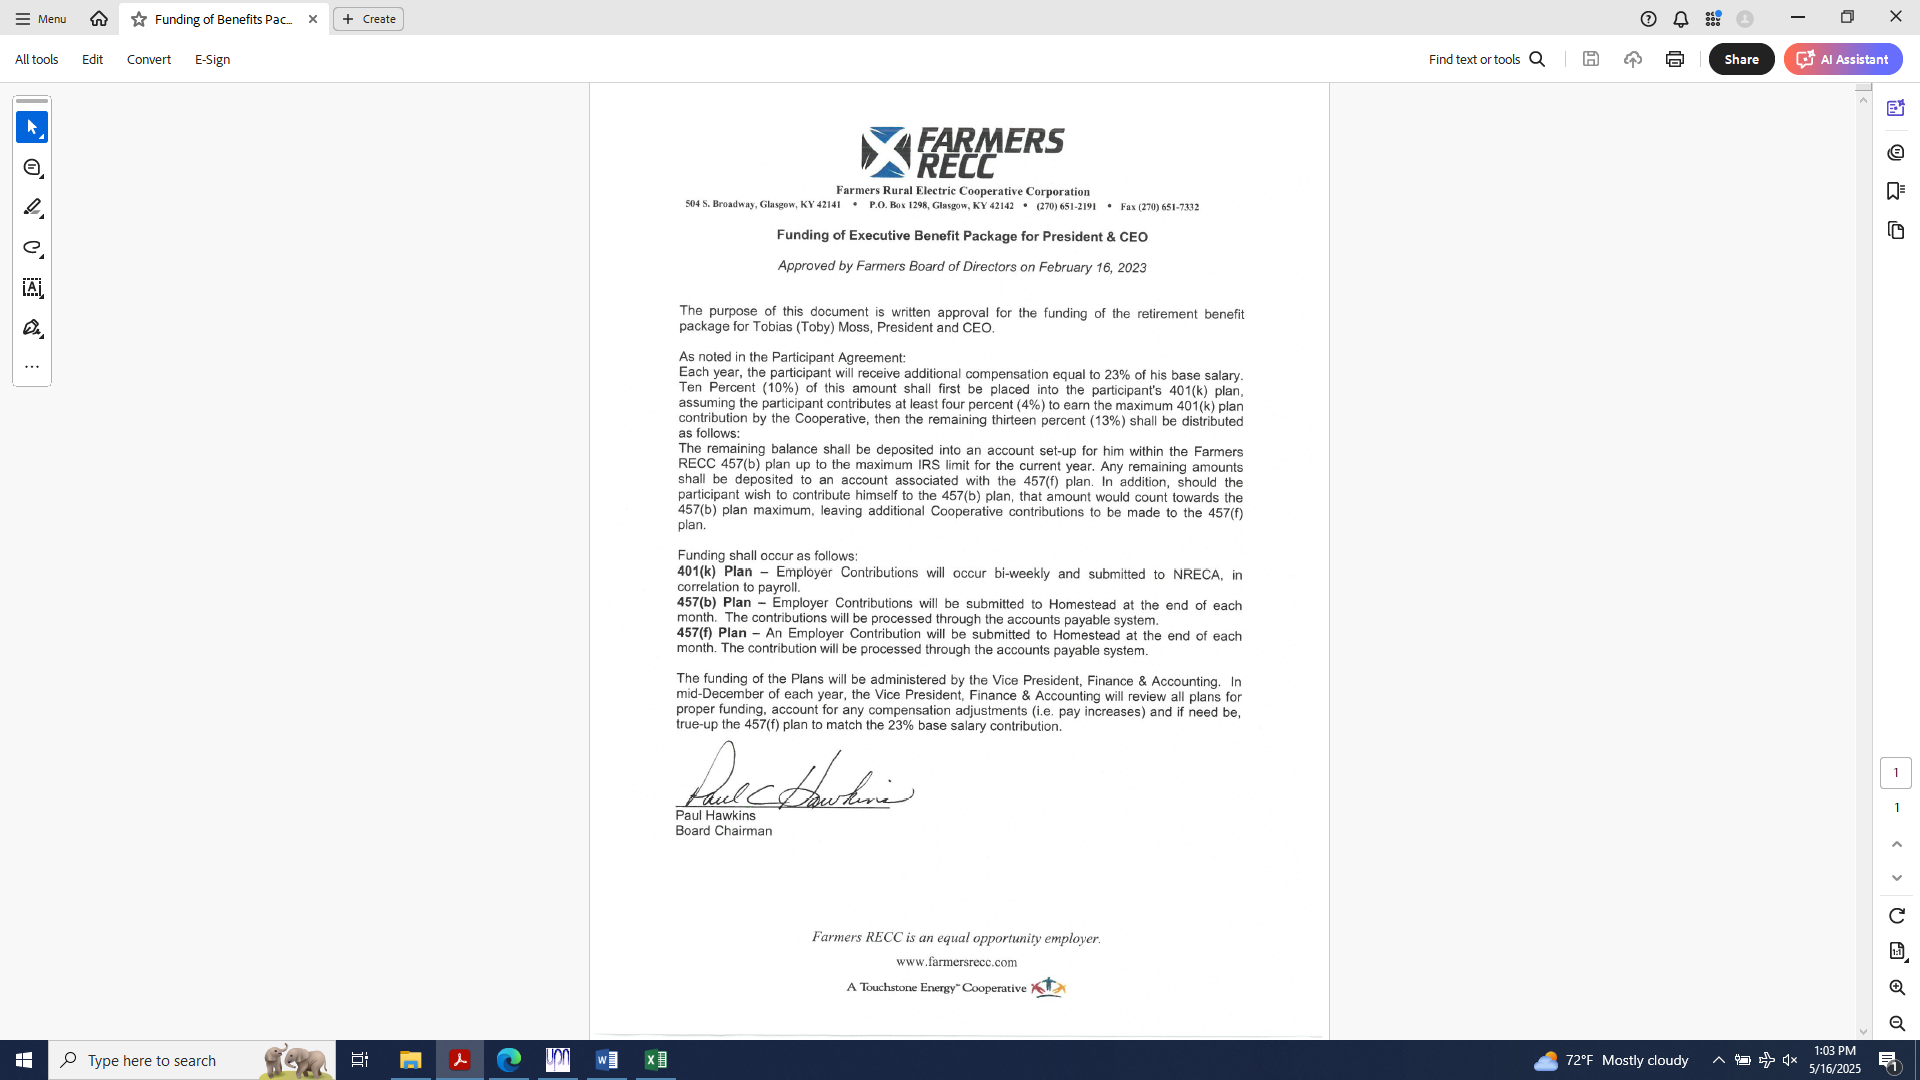 Menu
Funding of Benefits Pac...
Create
All tools
Edit
Convert
E-Sign
Find text or tools
Share
AI Assistant
FARMERS
RECC
Farmers Rural Electric Cooperative Corporation
504 S. Broadway, Glasgow, KY 42141 • P.O. Box 1298, Glasgow, KY 42142 • (270) 651-2191 • Fax (270) 651-7332
Funding of Executive Benefit Package for President & CEO
Approved by Farmers Board of Directors on February 16, 2023
The purpose of this document is written approval for the funding of the retirement benefit
package for Tobias (Toby) Moss, President and CEO.
As noted in the Participant Agreement:
Each year, the participant will receive additional compensation equal to 23% of his base salary.
Ten Percent (10%) of this amount shall first be placed into the participant's 401(k) plan,
assuming the participant contributes at least four percent (4%) to earn the maximum 401(k) plan
contribution by the Cooperative, then the remaining thirteen percent (13%) shall be distributed
as follows:
The remaining balance shall be deposited into an account set-up for him within the Farmers
RECC 457(b) plan up to the maximum IRS limit for the current year. Any remaining amounts
shall be deposited to an account associated with the 457(f) plan. In addition, should the
participant wish to contribute himself to the 457(b) plan, that amount would count towards the
457(b) plan maximum, leaving additional Cooperative contributions to be made to the 457(f)
plan.
Funding shall occur as follows:
401(k) Plan – Employer Contributions will occur bi-weekly and submitted to NRECA, in
correlation to payroll.
457(b) Plan – Employer Contributions will be submitted to Homestead at the end of each
month. The contributions will be processed through the accounts payable system.
457(f) Plan – An Employer Contribution will be submitted to Homestead at the end of each
month. The contribution will be processed through the accounts payable system.
The funding of the Plans will be administered by the Vice President, Finance & Accounting. In
mid-December of each year, the Vice President, Finance & Accounting will review all plans for
proper funding, account for any compensation adjustments (i.e. pay increases) and if need be,
true-up the 457(f) plan to match the 23% base salary contribution.
Paul C Hawkins
Paul Hawkins
Board Chairman
Farmers RECC is an equal opportunity employer.
www.farmersrecc.com
A Touchstone Energy Cooperative
1
1
Type here to search
72°F Mostly cloudy
1:03 PM
5/16/2025
1